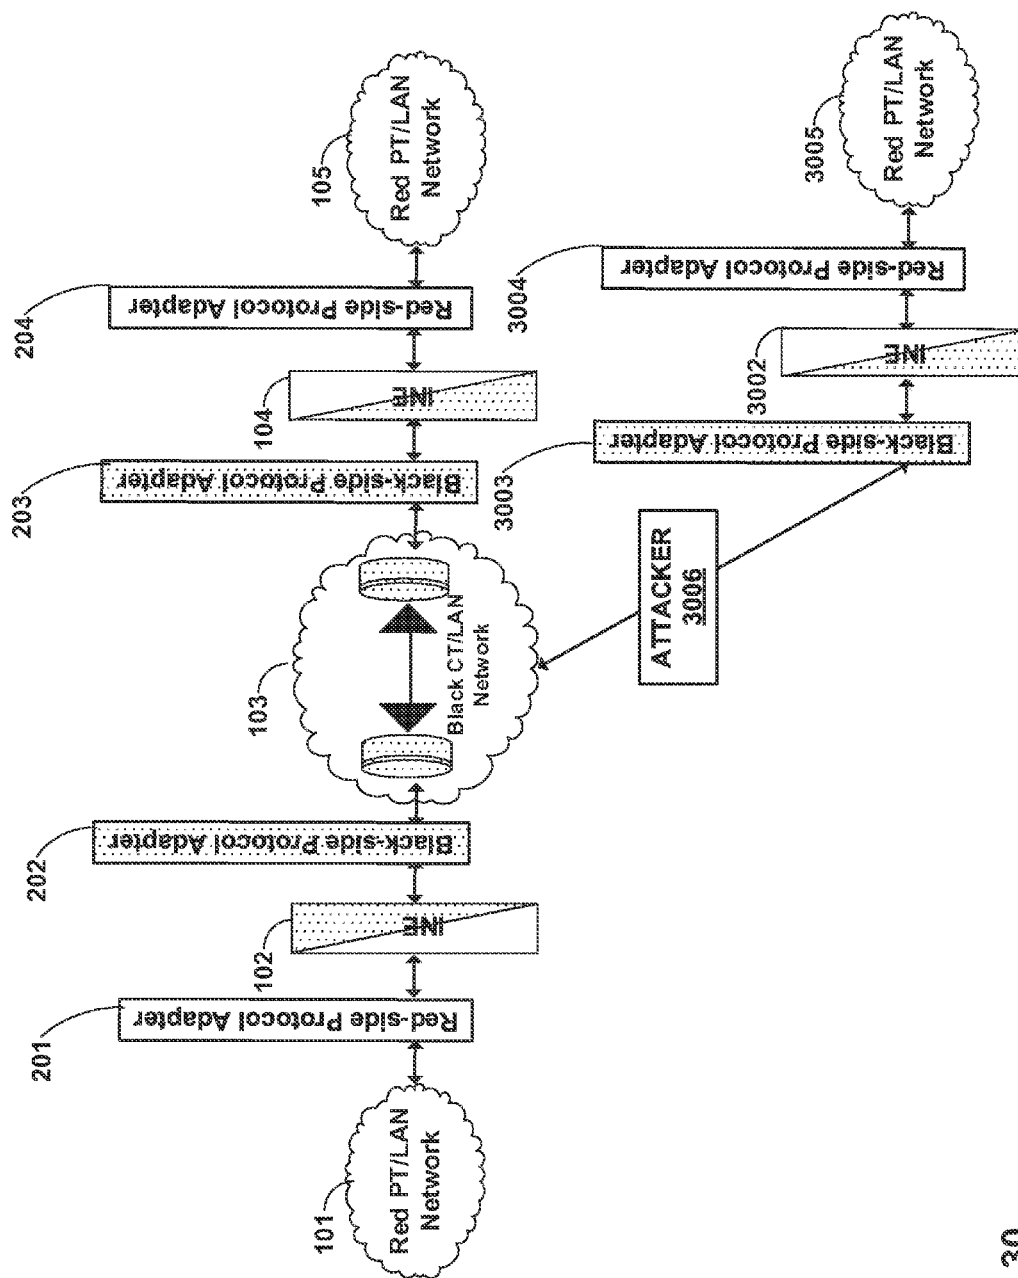 101
Red PT/LAN
Network
201
Red-side Protocol Adapter
102
INE
202
Black-side Protocol Adapter
103
Black CT/LAN
Network
203
Black-side Protocol Adapter
104
INE
204
Red-side Protocol Adapter
105
Red PT/LAN
Network
ATTACKER
3006
3003
Black-side Protocol Adapter
3002
INE
3004
Red-side Protocol Adapter
3005
Red PT/LAN
Network
30